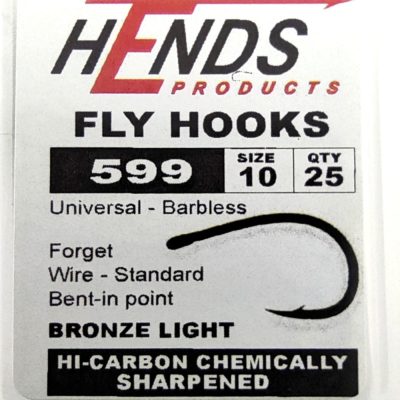 HENDS
PRODUCTS
FLY HOOKS
599 SIZE 10 QTY 25
Universal - Barbless
Forget
Wire - Standard
Bent-in point
BRONZE LIGHT
HI-CARBON CHEMICALLY
SHARPENED